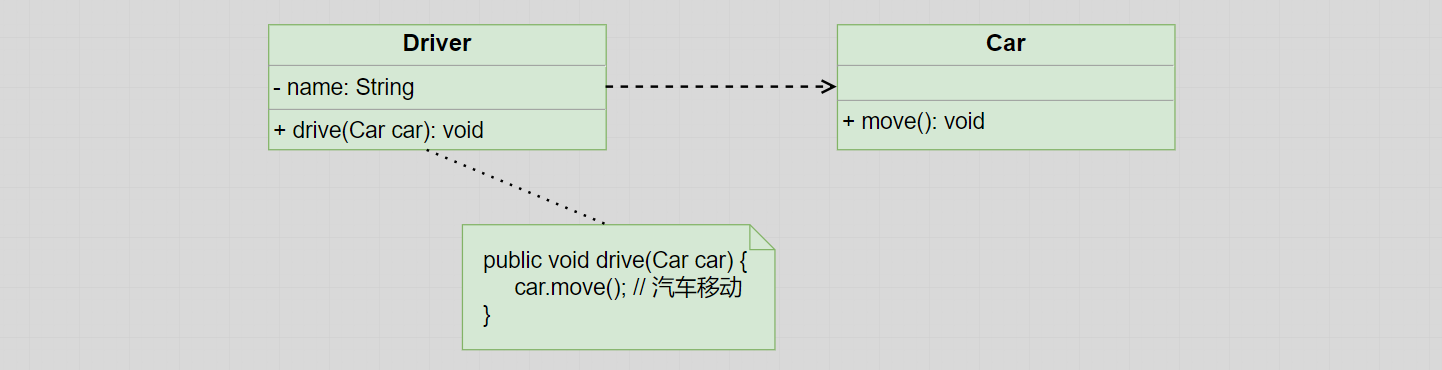 Driver
- name: String
+ drive(Car car): void
Car
+ move(): void
public void drive(Car car) {
car.move(); // 汽车移动
}